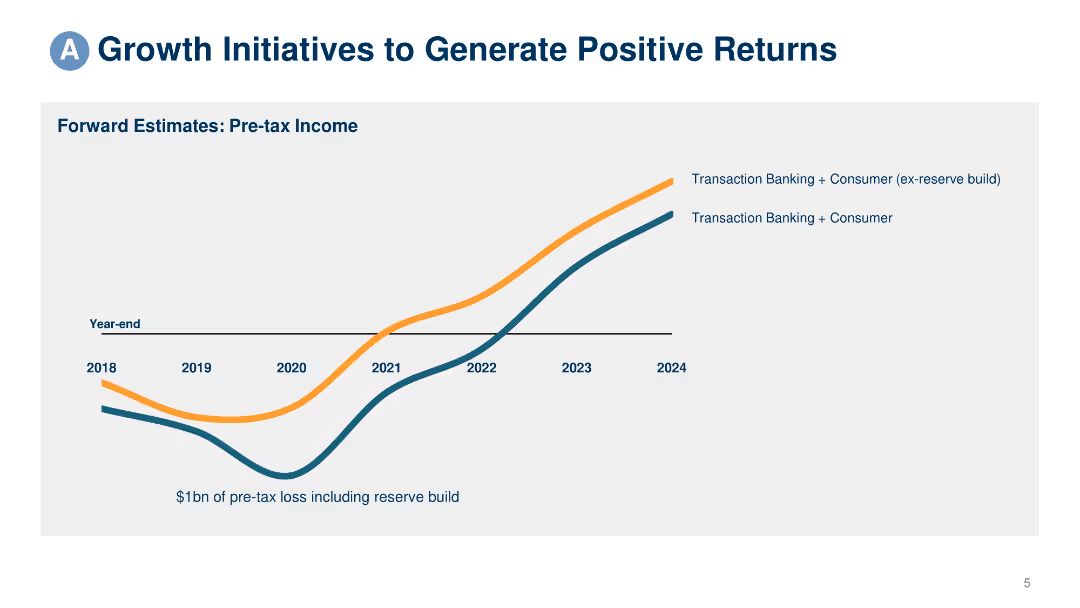 A Growth Initiatives to Generate Positive Returns
Forward Estimates: Pre-tax Income
Transaction Banking + Consumer (ex-reserve build)
Transaction Banking + Consumer
Year-end
2018 2019 2020 2021 2022 2023 2024
$1bn of pre-tax loss including reserve build
5